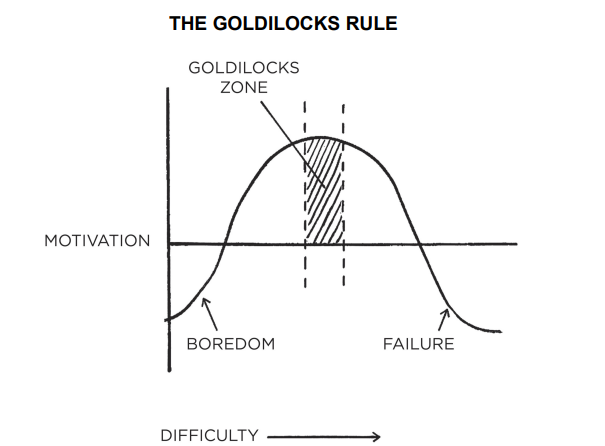 THE GOLDILOCKS RULE
GOLDILOCKS
ZONE
MOTIVATION
BOREDOM
FAILURE
DIFFICULTY